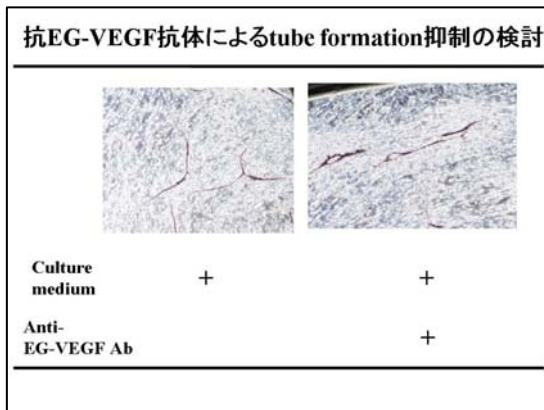 抗EG-VEGF抗体によるtube formation抑制の検討
Culture
medium
+
+
Anti-
EG-VEGF Ab
+